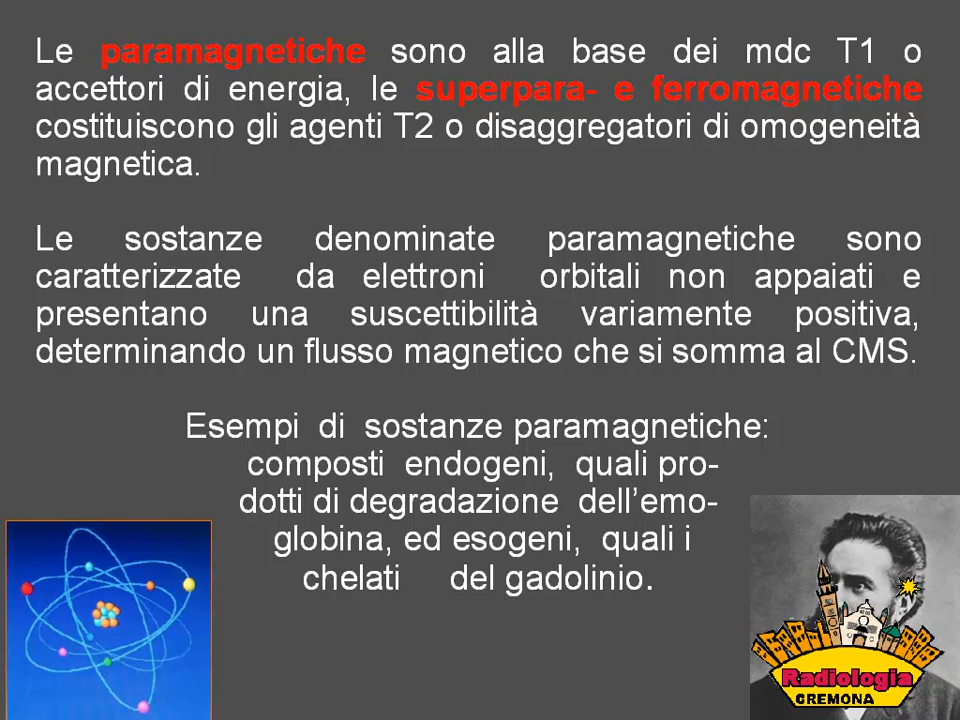 Le paramagnetiche sono alla base dei mdc T1 o
accettori di energia, le superpara- e ferromagnetiche
costituiscono gli agenti T2 o disaggregatori di omogeneità
magnetica.
Le sostanze denominate paramagnetiche sono
caratterizzate da elettroni orbitali non appaiati e
presentano una suscettibilità variamente positiva,
determinando un flusso magnetico che si somma al CMS.
Esempi di sostanze paramagnetiche:
composti endogeni, quali pro-
dotti di degradazione dell'emo-
globina, ed esogeni, quali i
chelati del gadolinio.
Radiologia
CREMONA